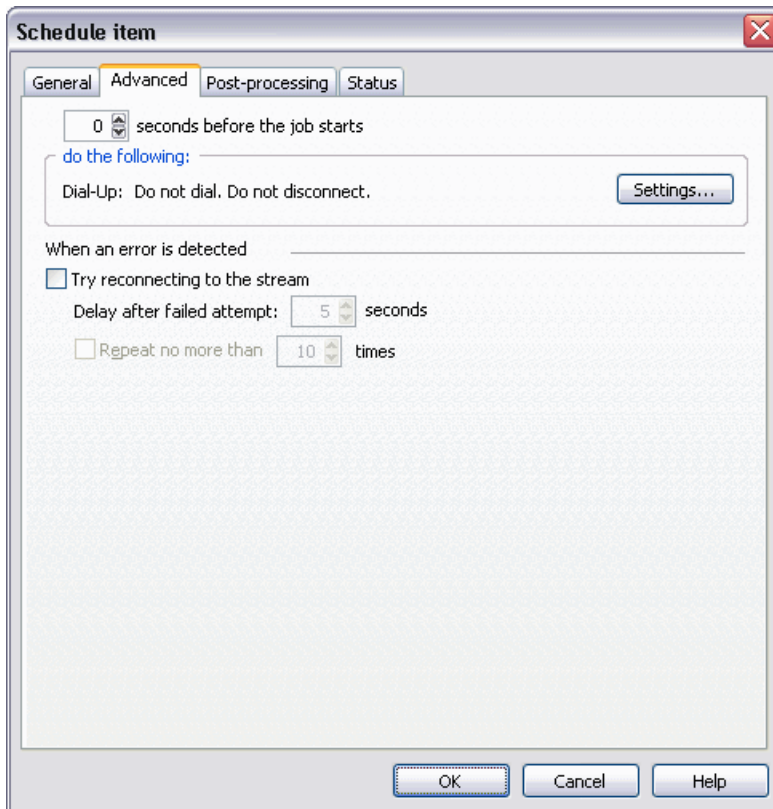 Schedule item
General Advanced Post-processing Status
0 seconds before the job starts
do the following:
Dial-Up: Do not dial. Do not disconnect. Settings...
When an error is detected
Try reconnecting to the stream
Delay after failed attempt: 5 seconds
Repeat no more than 10 times
OK Cancel Help